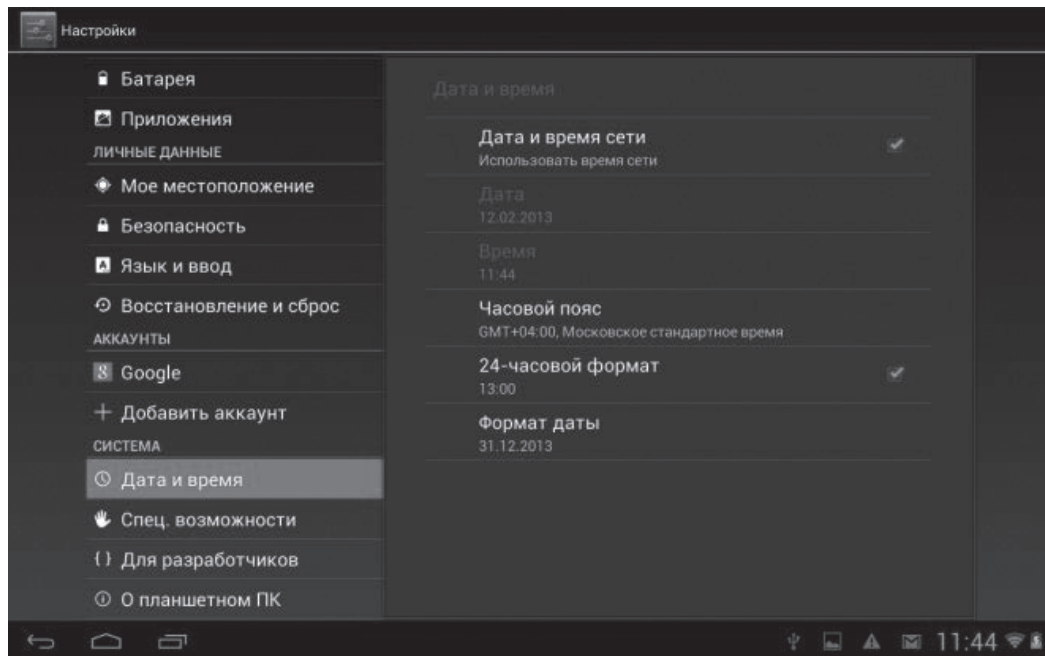 Настройки
Батарея
Приложения
ЛИЧНЫЕ ДАННЫЕ
Мое местоположение
Безопасность
Язык и ввод
Восстановление и сброс
АККАУНТЫ
Google
Добавить аккаунт
СИСТЕМА
Дата и время
Спец. возможности
Для разработчиков
О планшетном ПК
Дата и время
Дата и время сети
Использовать время сети
Дата
12.02.2013
Время
11:44
Часовой пояс
GMT+04:00, Московское стандартное время
24-часовой формат
13:00
Формат даты
31.12.2013
11:44